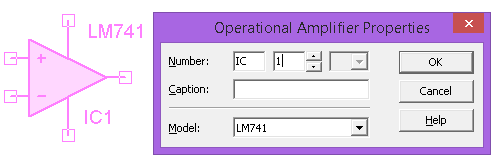 LM741
+
−
IC1
Operational Amplifier Properties
Number: IC 1
OK
Caption:
Cancel
Help
Model: LM741